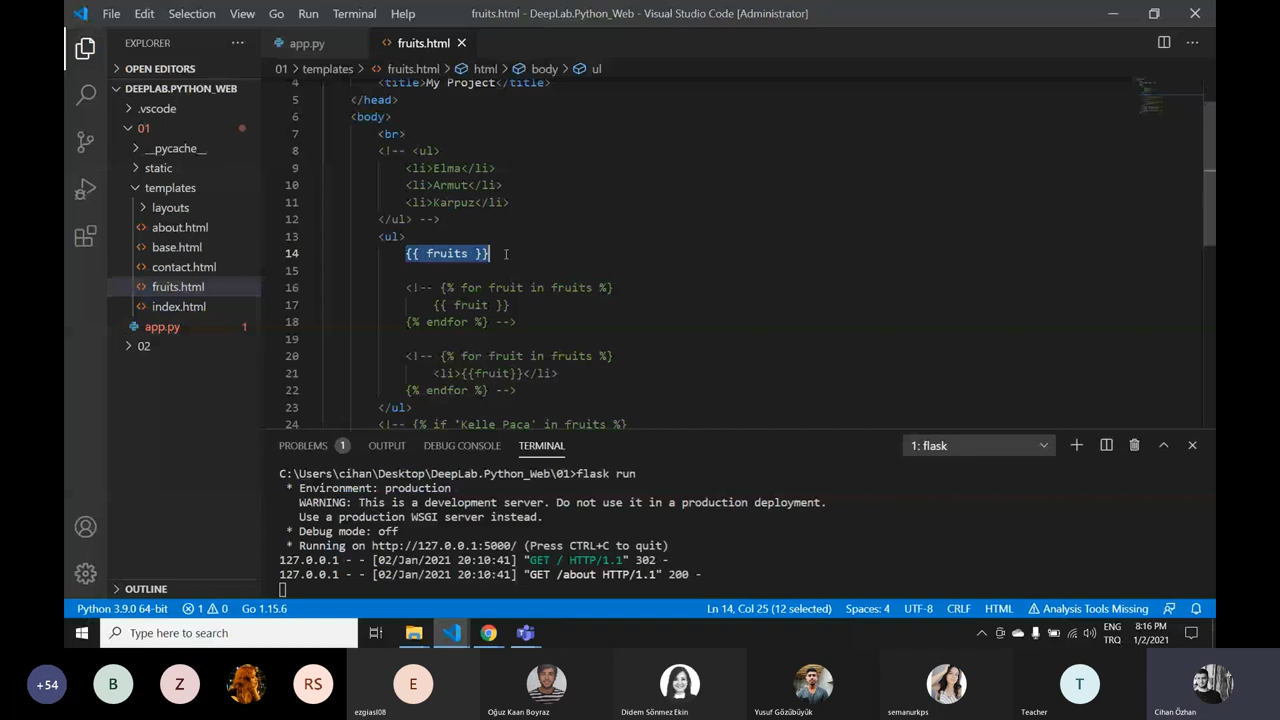 File Edit Selection View Go Run Terminal Help fruits.html - DeepLab.Python_Web - Visual Studio Code [Administrator]
EXPLORER
app.py
fruits.html
OPEN EDITORS
01 templates fruits.html html body ul
DEEPLAB.PYTHON_WEB
.vscode
01
__pycache__
static
templates
layouts
about.html
base.html
contact.html
fruits.html
index.html
app.py 1
02
OUTLINE
4 <title>My Project</title>
5 </head>
6 <body>
7 <br>
8 <!-- <ul>
9 <li>Elma</li>
10 <li>Armut</li>
11 <li>Karpuz</li>
12 </ul> -->
13 <ul>
14 {{ fruits }}
15
16 <!-- {% for fruit in fruits %}
17 {{ fruit }}
18 {% endfor %} -->
19
20 <!-- {% for fruit in fruits %}
21 <li>{{fruit}}</li>
22 {% endfor %} -->
23 </ul>
24 <!-- {% if 'Kelle Paca' in fruits %}
PROBLEMS 1 OUTPUT DEBUG CONSOLE TERMINAL 1: flask
C:\Users\cihan\Desktop\DeepLab.Python_Web\01>flask run
* Environment: production
WARNING: This is a development server. Do not use it in a production deployment.
Use a production WSGI server instead.
* Debug mode: off
* Running on http://127.0.0.1:5000/ (Press CTRL+C to quit)
127.0.0.1 - - [02/Jan/2021 20:10:41] "GET / HTTP/1.1" 302 -
127.0.0.1 - - [02/Jan/2021 20:10:41] "GET /about HTTP/1.1" 200 -
Python 3.9.0 64-bit 1 0 Go 1.15.6 Ln 14, Col 25 (12 selected) Spaces: 4 UTF-8 CRLF HTML Analysis Tools Missing
Type here to search
ENG
TRQ
8:16 PM
1/2/2021
+54 B Z RS E T
ezgiasl08 Oğuz Kaan Boyraz Didem Sönmez Ekin Yusuf Gözübüyük semanurkps Teacher Cihan Özhan